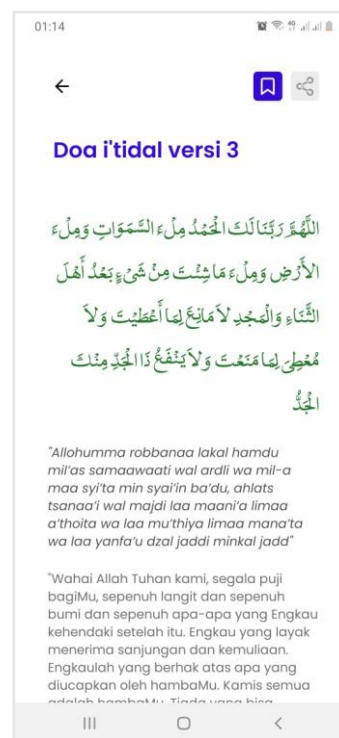 01:14
Doa i'tidal versi 3
اللَّهُمَّ رَبَّنَا لَكَ الْحَمْدُ مِلْءَ السَّمَوَاتِ وَمِلْءَ
الأَرْضِ وَمِلْءَ مَا شِئْتَ مِنْ شَىْءٍ بَعْدُ أَهْلَ
الثَّنَاءِ وَالْمَجْدِ لاَ مَانِعَ لِمَا أَعْطَيْتَ وَلاَ
مُعْطِىَ لِمَا مَنَعْتَ وَلاَ يَنْفَعُ ذَا الْجَدِّ مِنْكَ
الْجَدُّ
"Allohumma robbanaa lakal hamdu
mil'as samaawaati wal ardli wa mil-a
maa syi'ta min syai'in ba'du, ahlats
tsanaa'i wal majdi laa maani'a limaa
a'thoita wa laa mu'thiya limaa mana'ta
wa laa yanfa'u dzal jaddi minkal jadd"
"Wahai Allah Tuhan kami, segala puji
bagiMu, sepenuh langit dan sepenuh
bumi dan sepenuh apa-apa yang Engkau
kehendaki setelah itu. Engkau yang layak
menerima sanjungan dan kemuliaan.
Engkaulah yang berhak atas apa yang
diucapkan oleh hambaMu. Kamis semua
adalah hambaMu. Tiada yang bisa